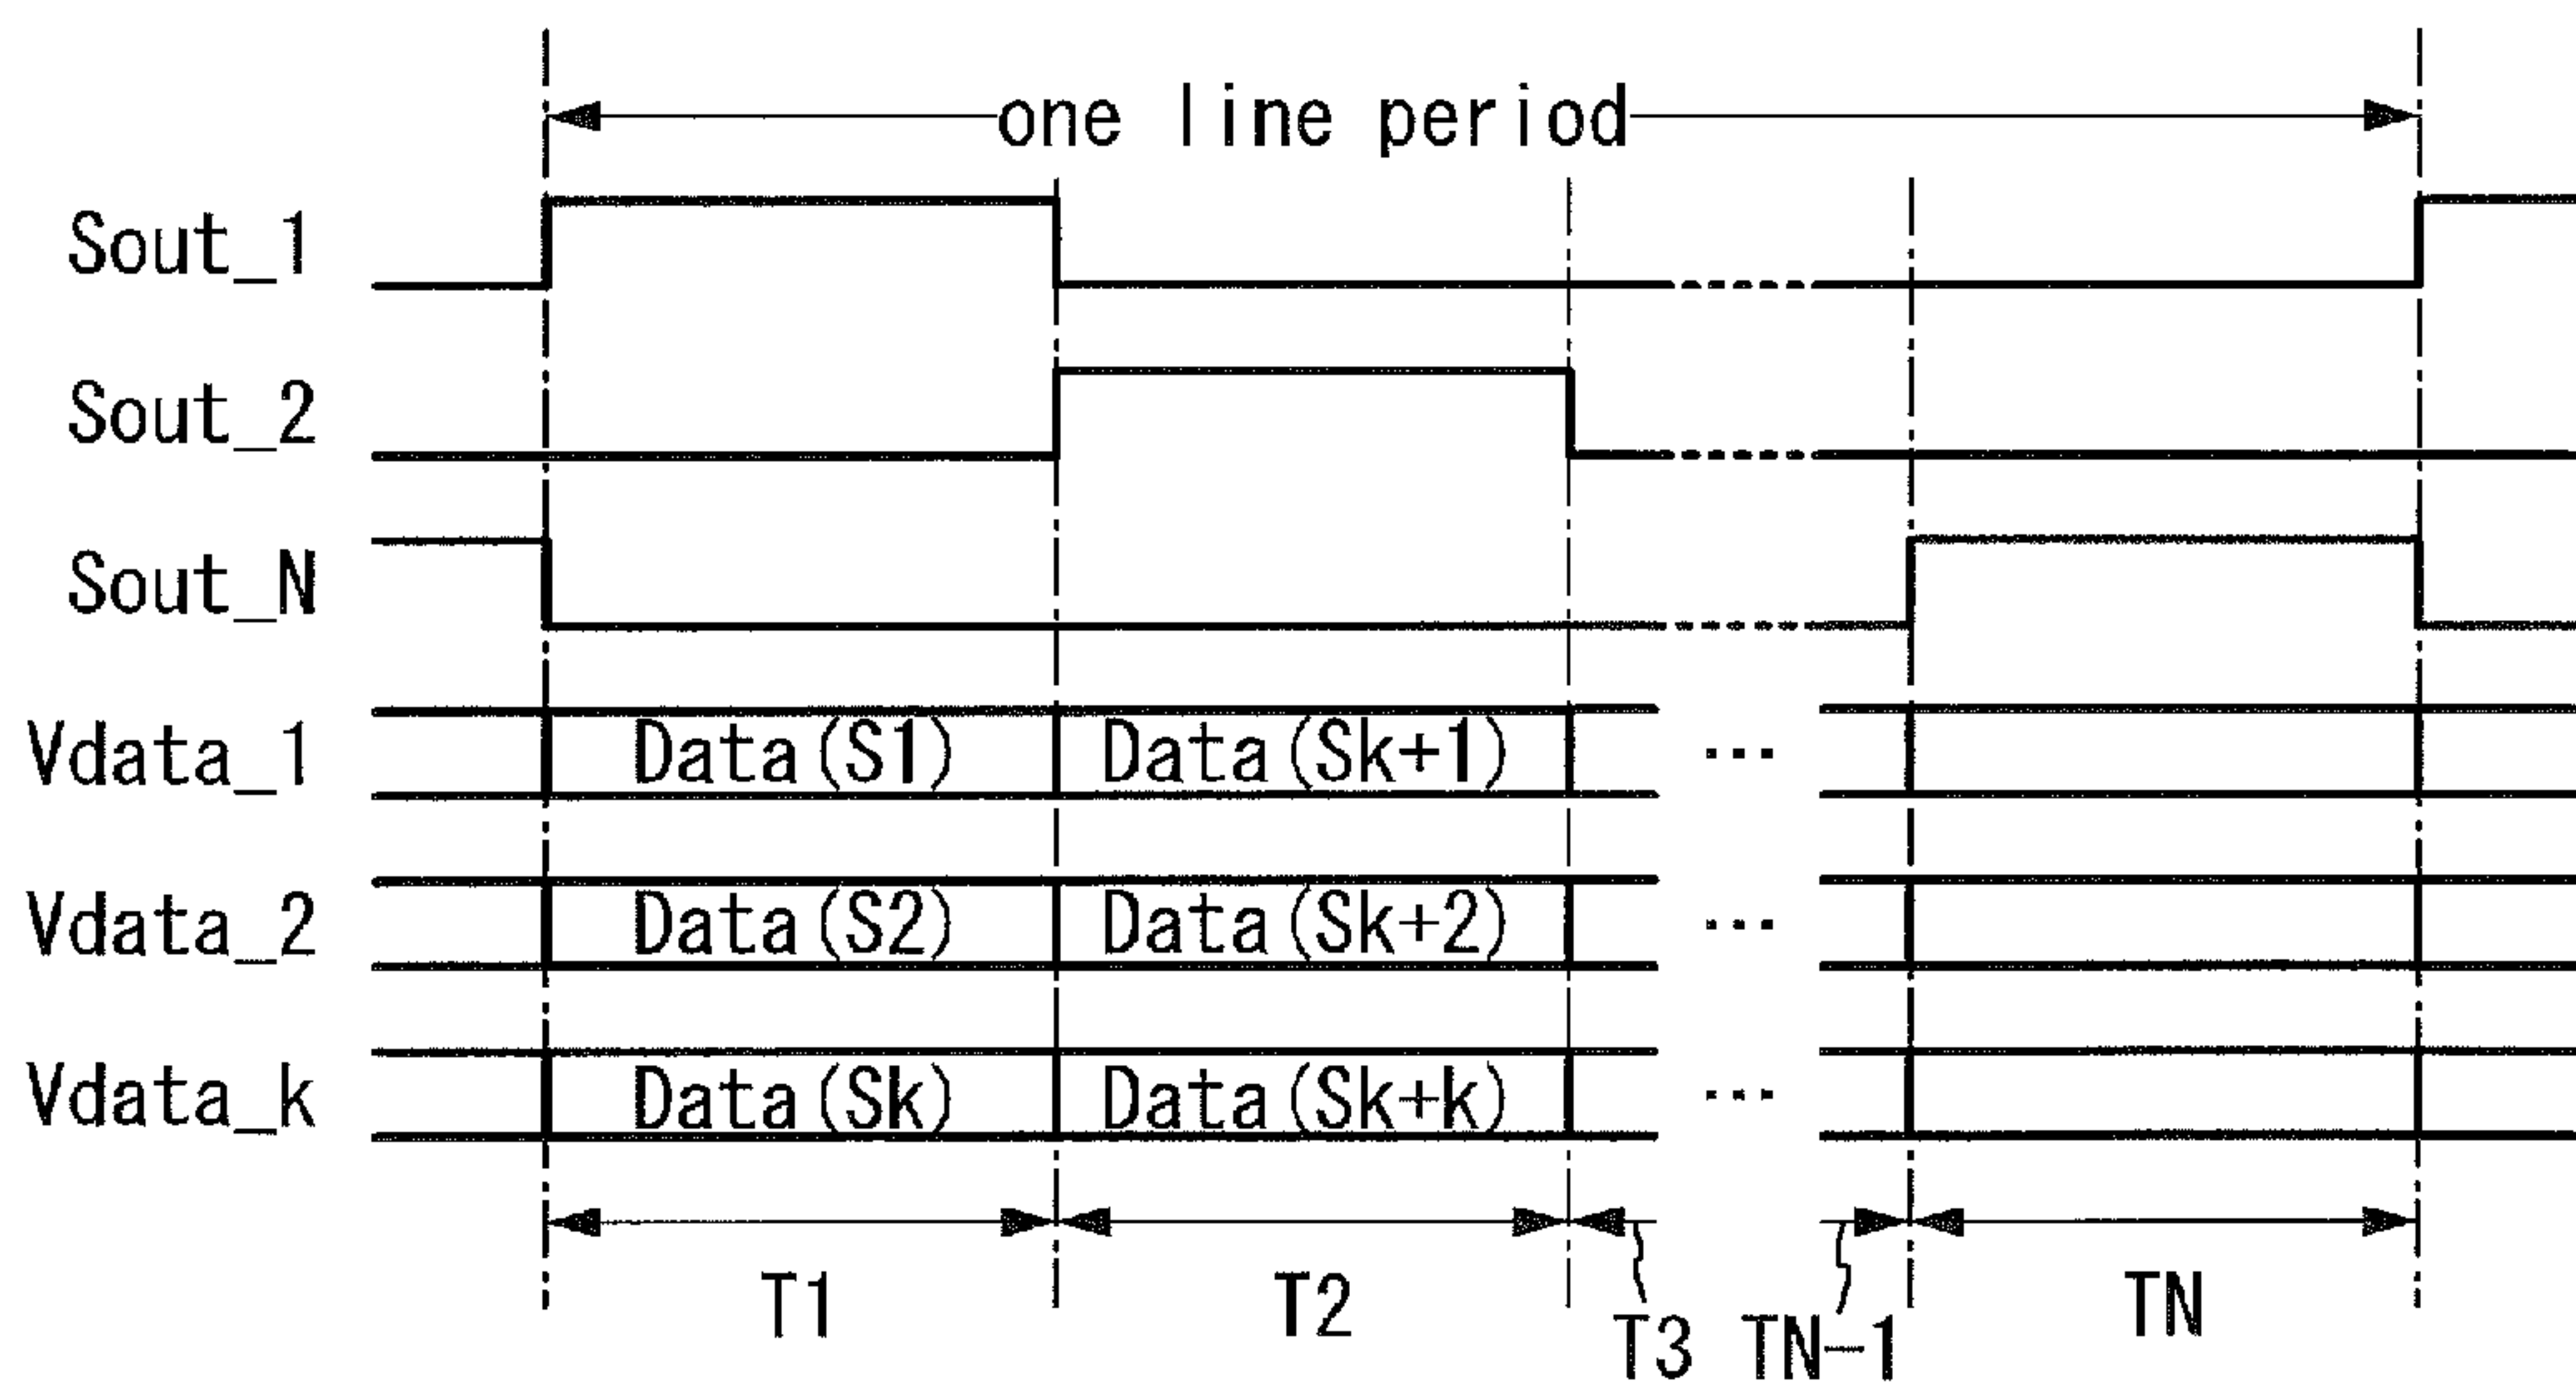 one line period
Sout_1
Sout_2
Sout_N
Vdata_1 Data(S1) Data(Sk+1) ...
Vdata_2 Data(S2) Data(Sk+2) ...
Vdata_k Data(Sk) Data(Sk+k) ...
T1 T2 T3 TN-1 TN